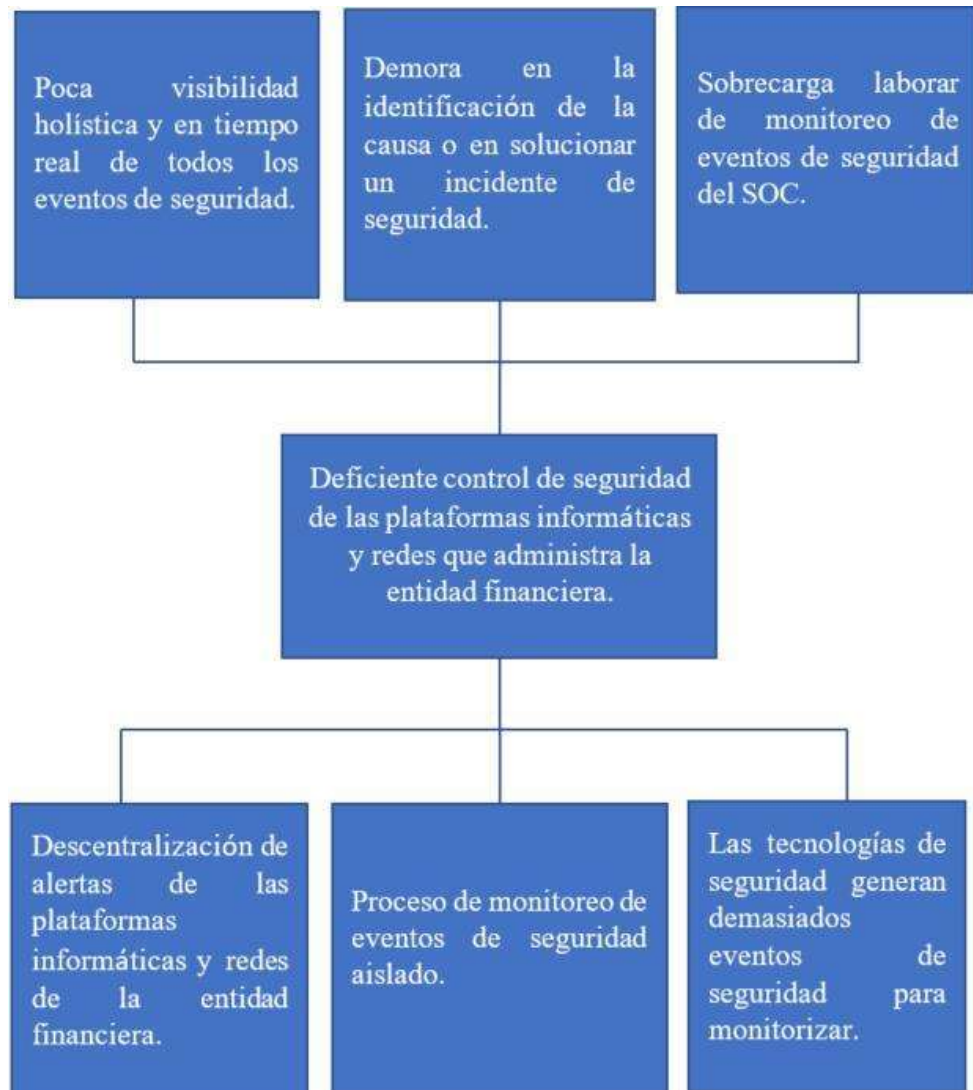 Poca visibilidad
holística y en tiempo
real de todos los
eventos de seguridad.
Demora en la
identificación de la
causa o en solucionar
un incidente de
seguridad.
Sobrecarga laborar
de monitoreo de
eventos de seguridad
del SOC.
Deficiente control de seguridad
de las plataformas informáticas
y redes que administra la
entidad financiera.
Descentralización de
alertas de las
plataformas
informáticas y redes
de la entidad
financiera.
Proceso de monitoreo de
eventos de seguridad
aislado.
Las tecnologías de
seguridad generan
demasiados
eventos de
seguridad para
monitorizar.